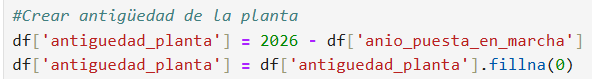 #Crear antigüedad de la planta
df['antiguedad_planta'] = 2026 - df['anio_puesta_en_marcha']
df['antiguedad_planta'] = df['antiguedad_planta'].fillna(0)